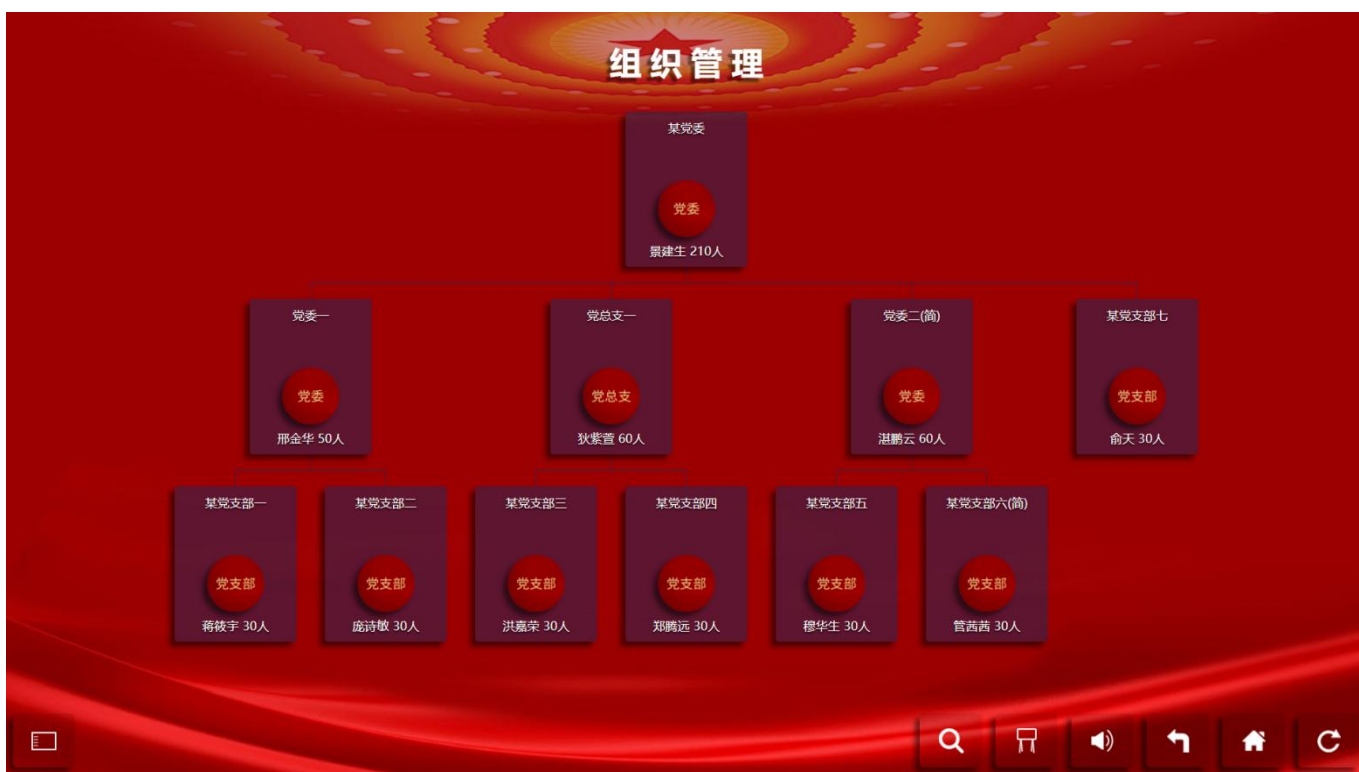 组织管理
某党委
党委
景建生 210人
党委一
党总支一
党委二(简)
某党支部七
党委
党总支
党委
党支部
邢金华 50人
狄紫萱 60人
湛鹏云 60人
俞天 30人
某党支部一
某党支部二
某党支部三
某党支部四
某党支部五
某党支部六(简)
党支部
党支部
党支部
党支部
党支部
党支部
蒋筱宇 30人
庞诗敏 30人
洪嘉荣 30人
郑腾远 30人
穆华生 30人
管茜茜 30人